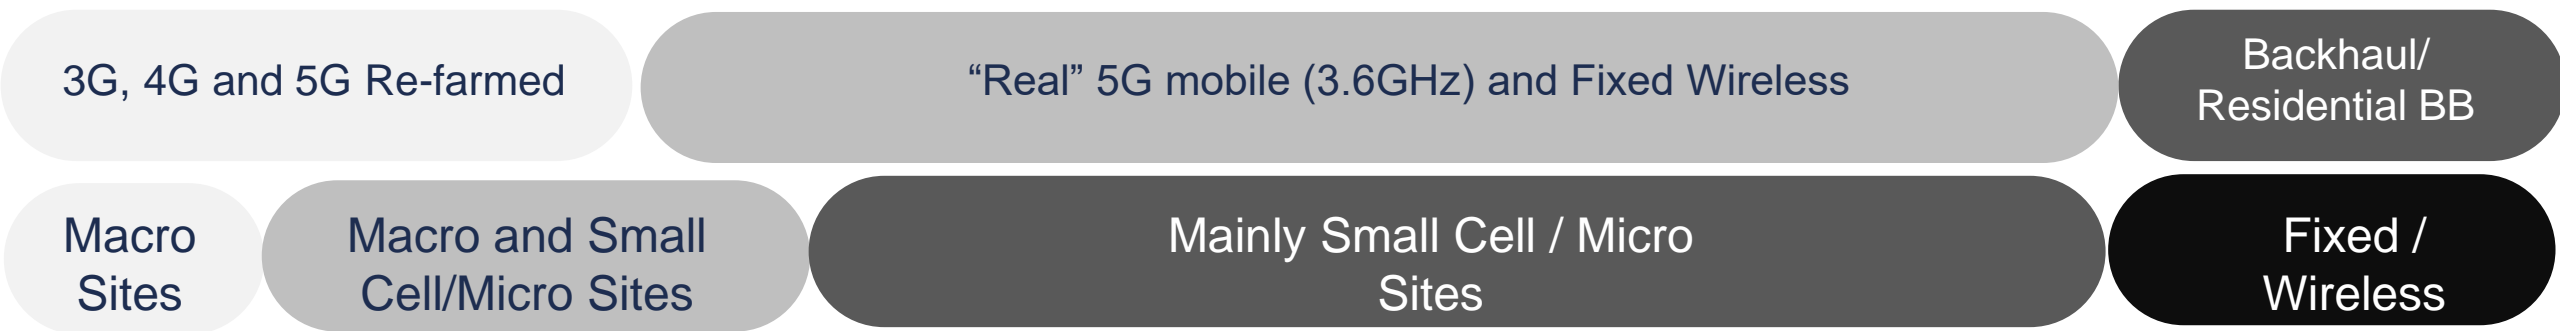 3G, 4G and 5G Re-farmed
“Real” 5G mobile (3.6GHz) and Fixed Wireless
Backhaul/
Residential BB
Macro
Sites
Macro and Small
Cell/Micro Sites
Mainly Small Cell / Micro
Sites
Fixed /
Wireless